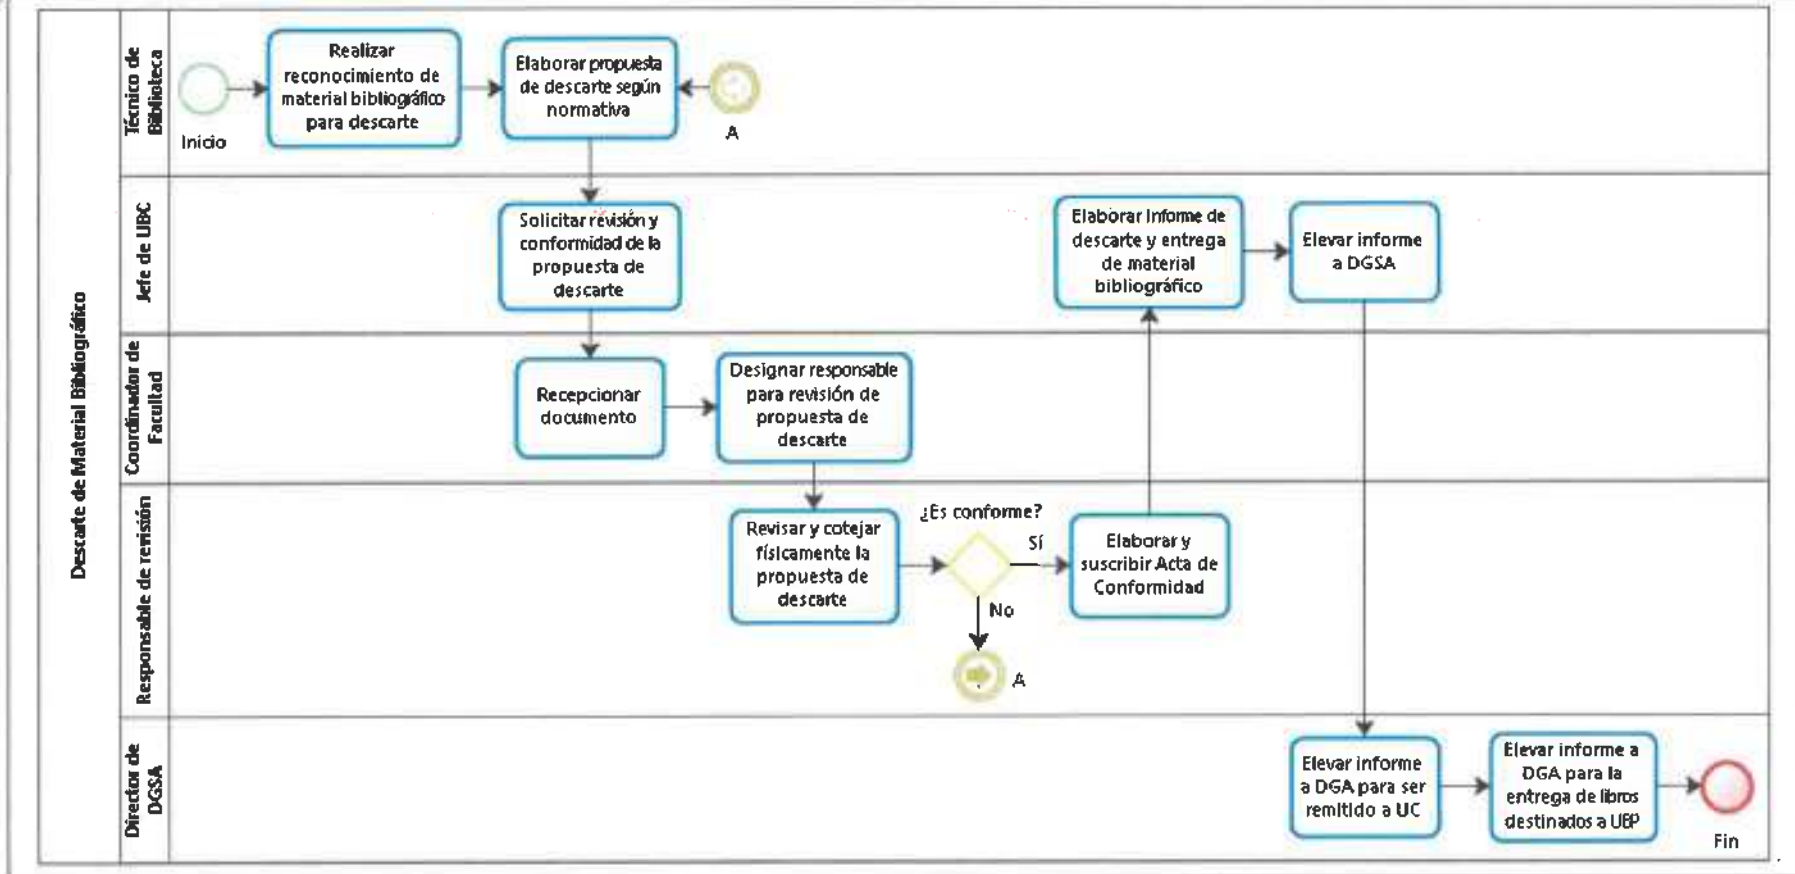 Descarte de Material Bibliográfico
Técnico de
Biblioteca
Inicio
Realizar
reconocimiento de
material bibliográfico
para descarte
Elaborar propuesta
de descarte según
normativa
A
Jefe de UBC
Solicitar revisión y
conformidad de la
propuesta de
descarte
Elaborar Informe de
descarte y entrega
de material
bibliográfico
Elevar informe
a DGSA
Coordinador de
Facultad
Recepcionar
documento
Designar responsable
para revisión de
propuesta de
descarte
Responsable de revisión
Revisar y cotejar
físicamente la
propuesta de
descarte
¿Es conforme?
Sí
No
A
Elaborar y
suscribir Acta de
Conformidad
Director de
DGSA
Elevar informe
a DGA para ser
remitido a UC
Elevar informe a
DGA para la
entrega de libros
destinados a UEP
Fin